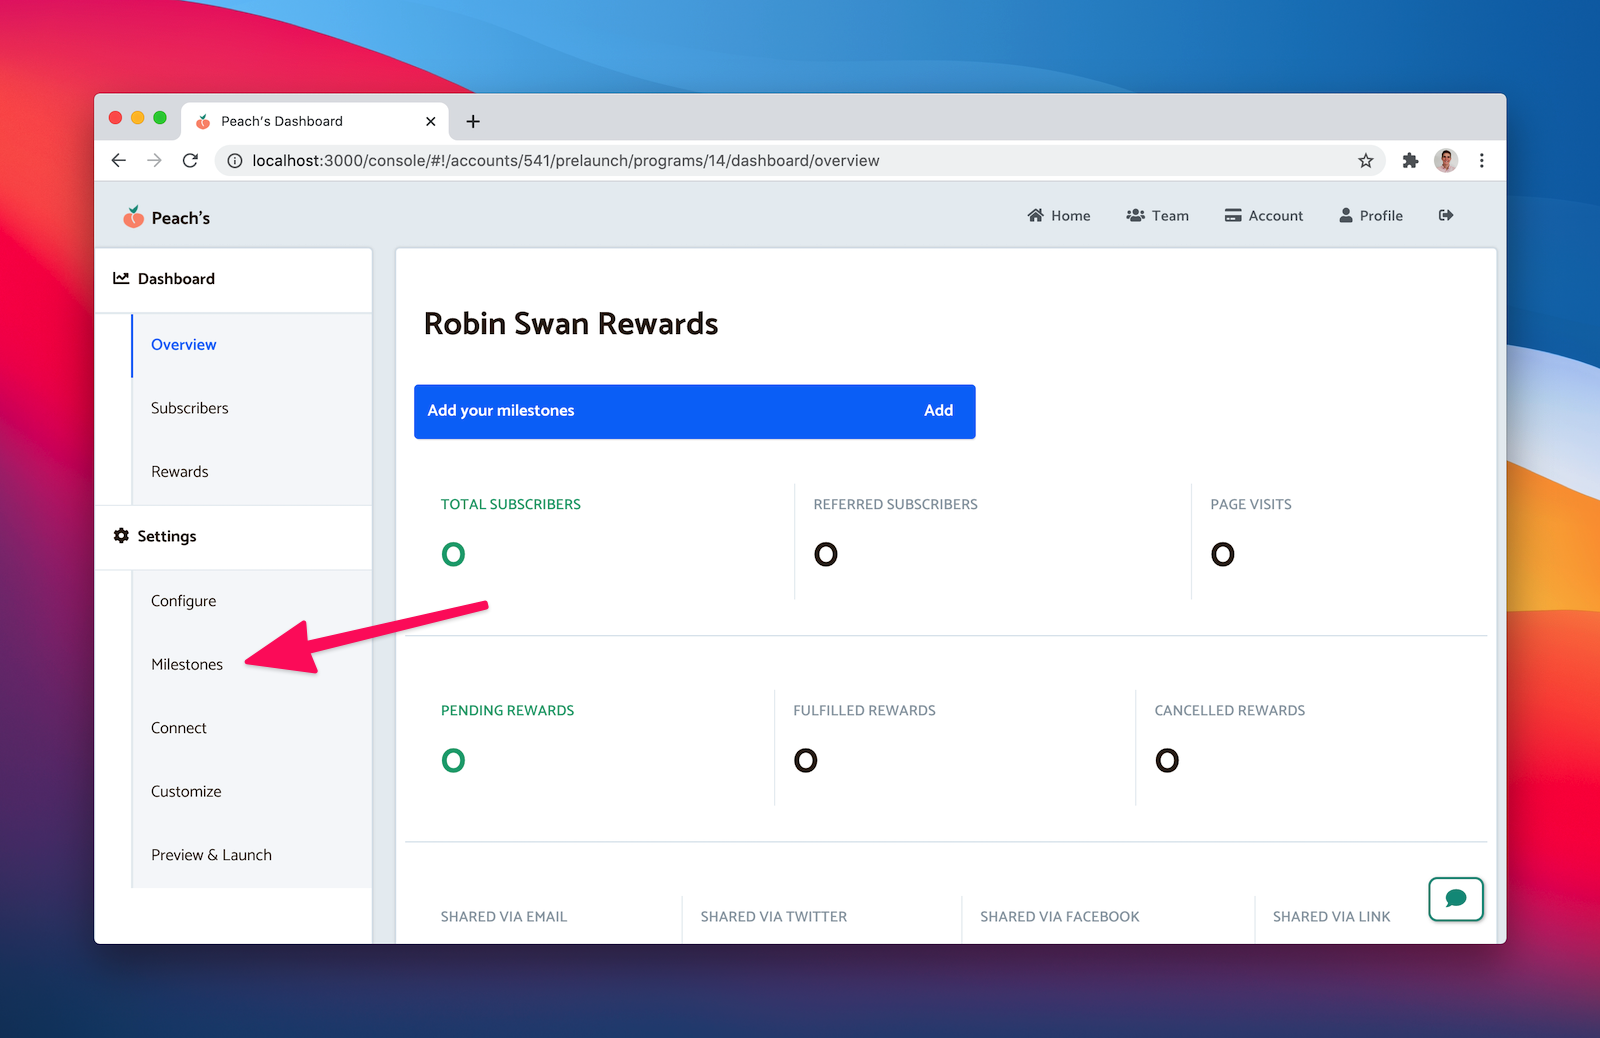 Peach's Dashboard
localhost:3000/console/#!/accounts/541/prelaunch/programs/14/dashboard/overview
Peach's
Home
Team
Account
Profile
Dashboard
Overview
Subscribers
Rewards
Settings
Configure
Milestones
Connect
Customize
Preview & Launch
Robin Swan Rewards
Add your milestones
Add
TOTAL SUBSCRIBERS
0
REFERRED SUBSCRIBERS
0
PAGE VISITS
0
PENDING REWARDS
0
FULFILLED REWARDS
0
CANCELLED REWARDS
0
SHARED VIA EMAIL
SHARED VIA TWITTER
SHARED VIA FACEBOOK
SHARED VIA LINK